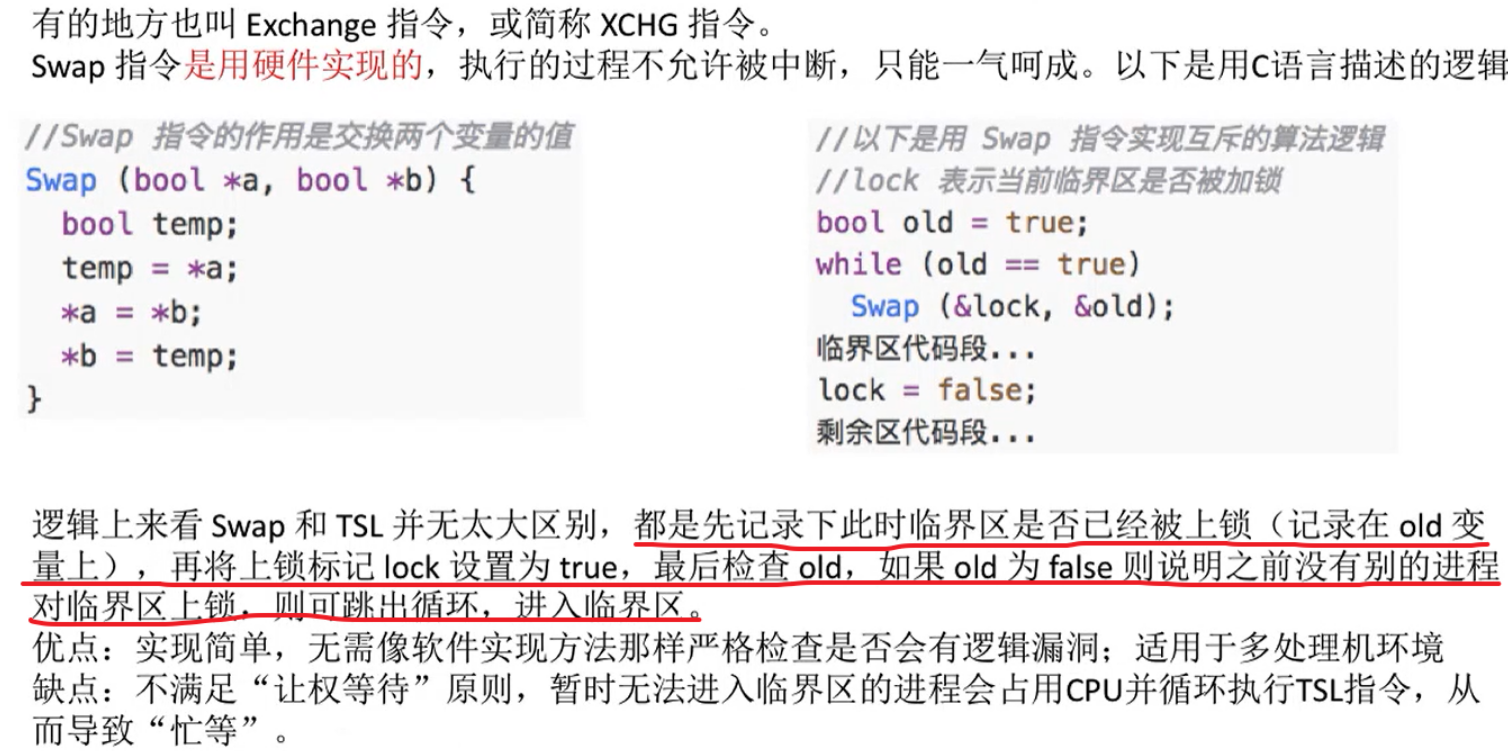 有的地方也叫 Exchange 指令，或简称 XCHG 指令。
Swap 指令是用硬件实现的，执行的过程不允许被中断，只能一气呵成。以下是用C语言描述的逻辑
//Swap 指令的作用是交换两个变量的值
Swap (bool *a, bool *b) {
  bool temp;
  temp = *a;
  *a = *b;
  *b = temp;
}
//以下是用 Swap 指令实现互斥的算法逻辑
//lock 表示当前临界区是否被加锁
bool old = true;
while (old == true)
  Swap (&lock, &old);
临界区代码段...
lock = false;
剩余区代码段...
逻辑上来看 Swap 和 TSL 并无太大区别，都是先记录下此时临界区是否已经被上锁（记录在 old 变
量上），再将上锁标记 lock 设置为 true，最后检查 old，如果 old 为 false 则说明之前没有别的进程
对临界区上锁，则可跳出循环，进入临界区。
优点：实现简单，无需像软件实现方法那样严格检查是否会有逻辑漏洞；适用于多处理机环境
缺点：不满足“让权等待”原则，暂时无法进入临界区的进程会占用CPU并循环执行TSL指令，从
而导致“忙等”。